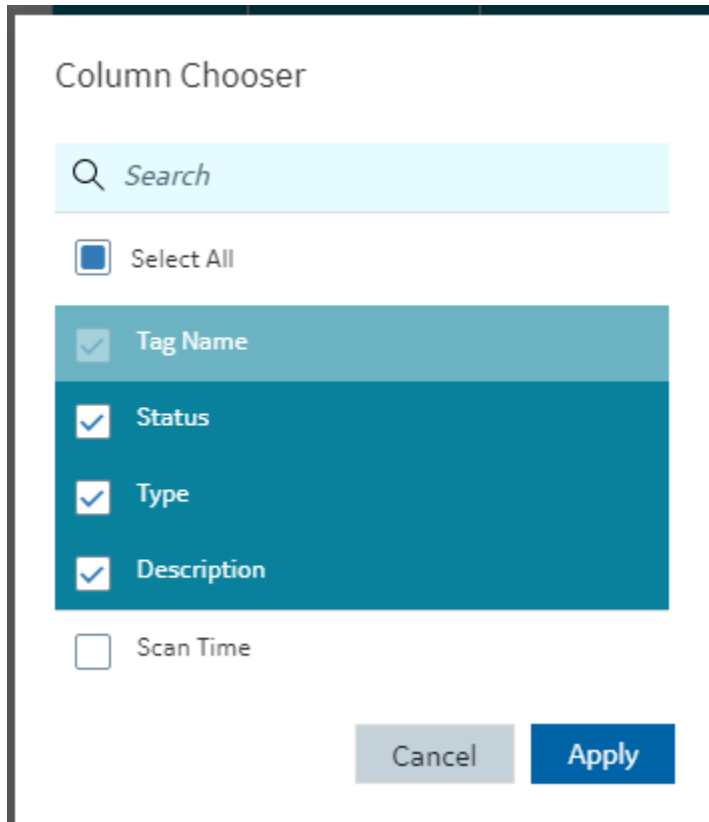 Column Chooser
Search
Select All
Tag Name
Status
Type
Description
Scan Time
Cancel Apply